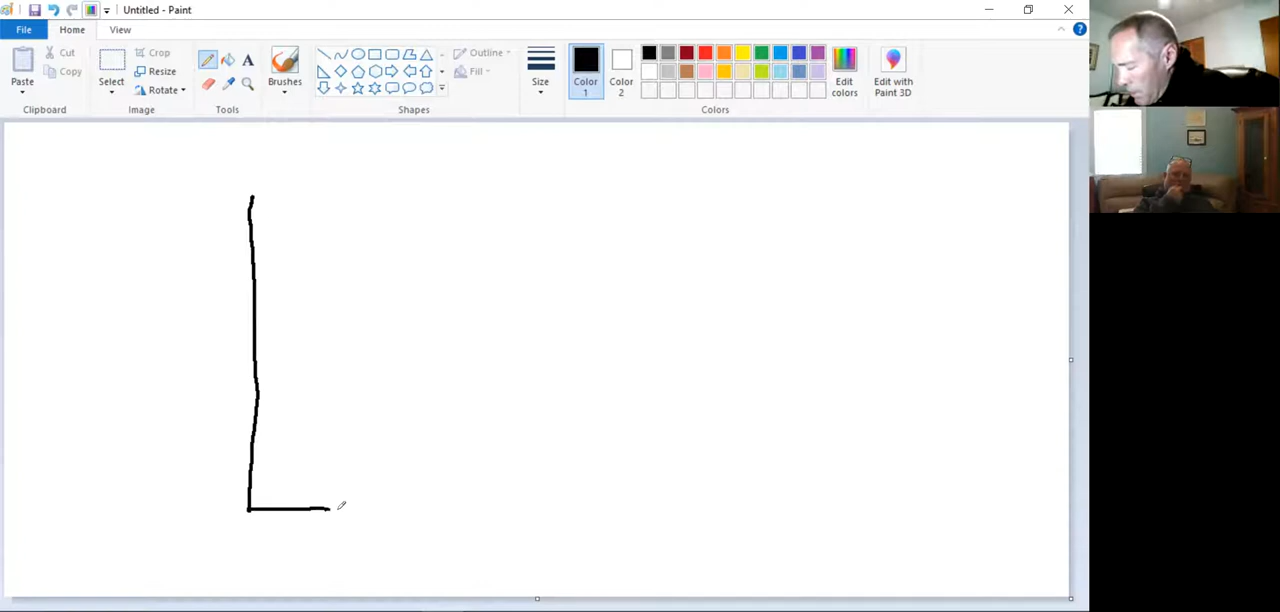 Untitled - Paint
File Home View
Paste
Cut
Copy
Clipboard
Select
Crop
Resize
Rotate
Image
A
Tools
Brushes
Shapes
Outline
Fill
Size
Color 1
Color 2
Colors
Edit colors
Edit with Paint 3D
?